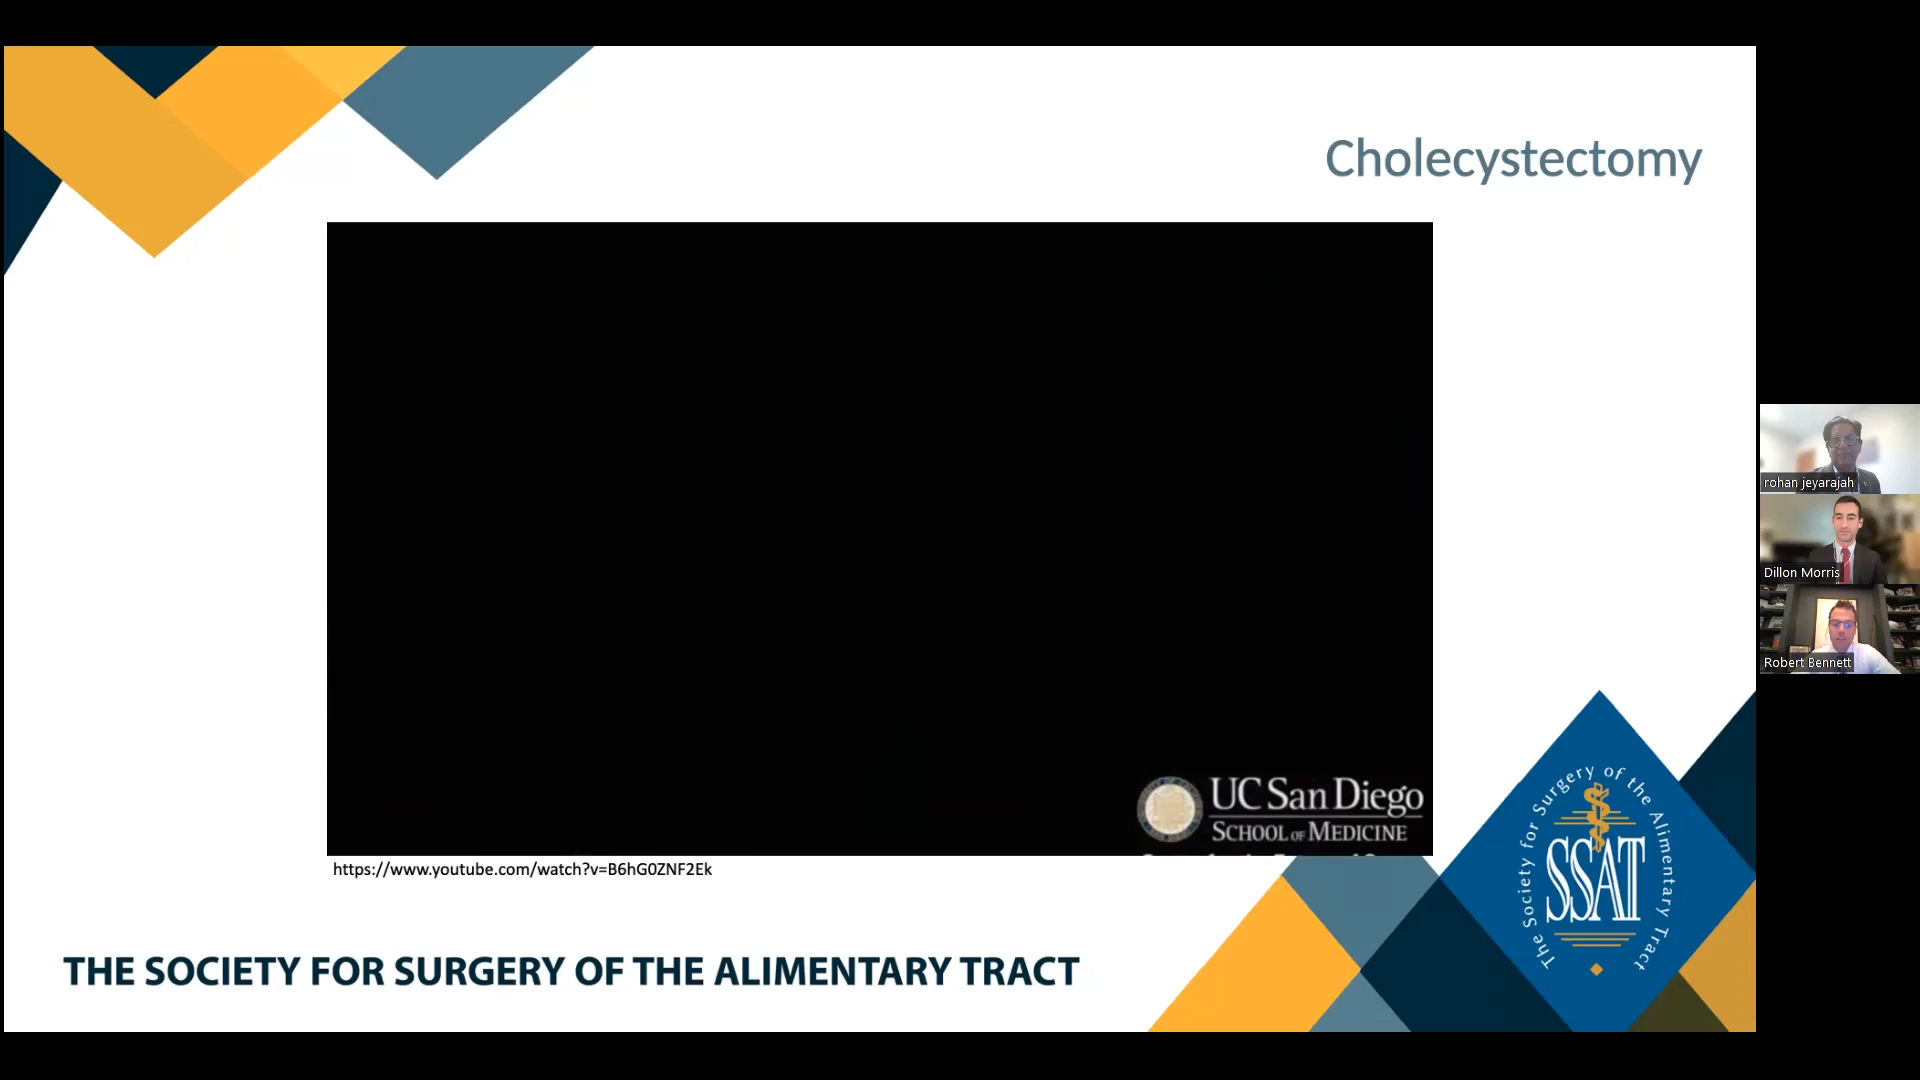 Cholecystectomy
UC San Diego
SCHOOL OF MEDICINE
https://www.youtube.com/watch?v=B6hG0ZNF2Ek
THE SOCIETY FOR SURGERY OF THE ALIMENTARY TRACT
The Society for Surgery of the Alimentary Tract
SSAT
rohan jeyarajah
Dillon Morris
Robert Bennett